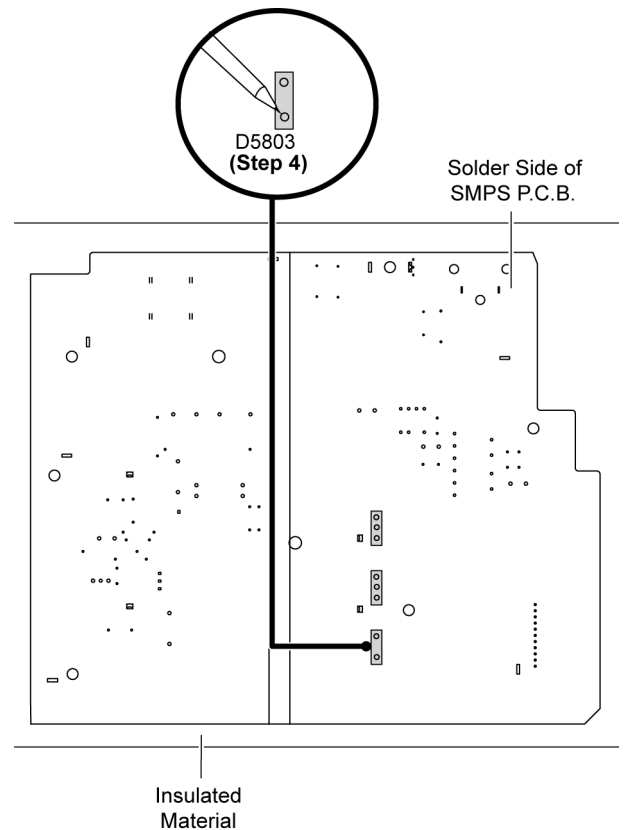 D5803
(Step 4)
Solder Side of
SMPS P.C.B.
Insulated
Material